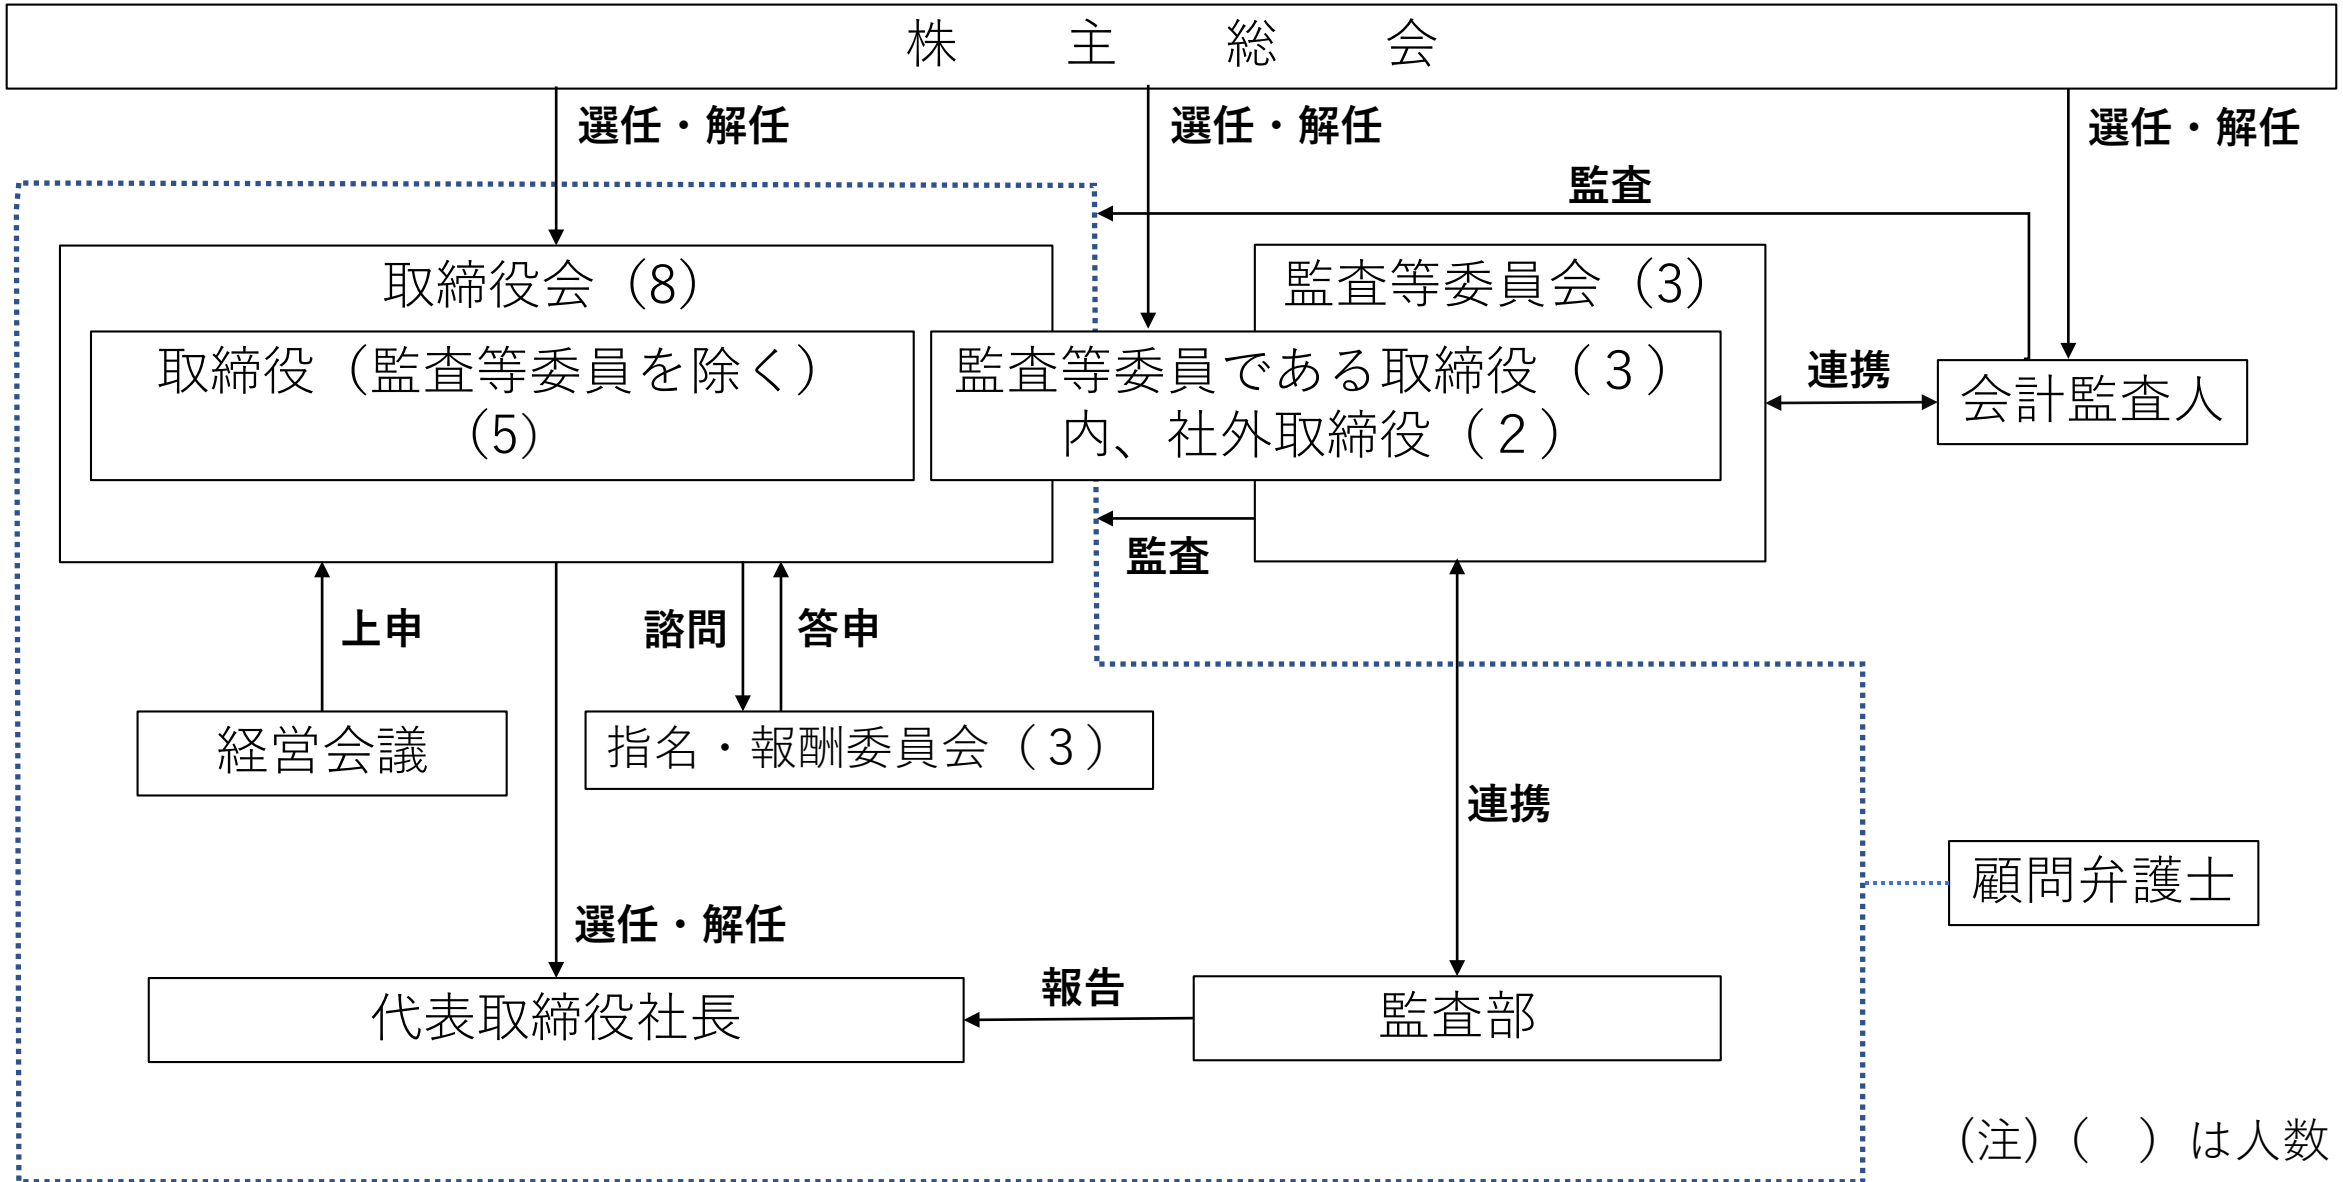 株　主　総　会
選任・解任
選任・解任
選任・解任
監査
取締役会（8）
監査等委員会（3）
取締役（監査等委員を除く）
（5）
監査等委員である取締役（３）
内、社外取締役（２）
連携
会計監査人
監査
上申
諮問
答申
経営会議
指名・報酬委員会（３）
連携
顧問弁護士
選任・解任
報告
代表取締役社長
監査部
（注）（　）は人数